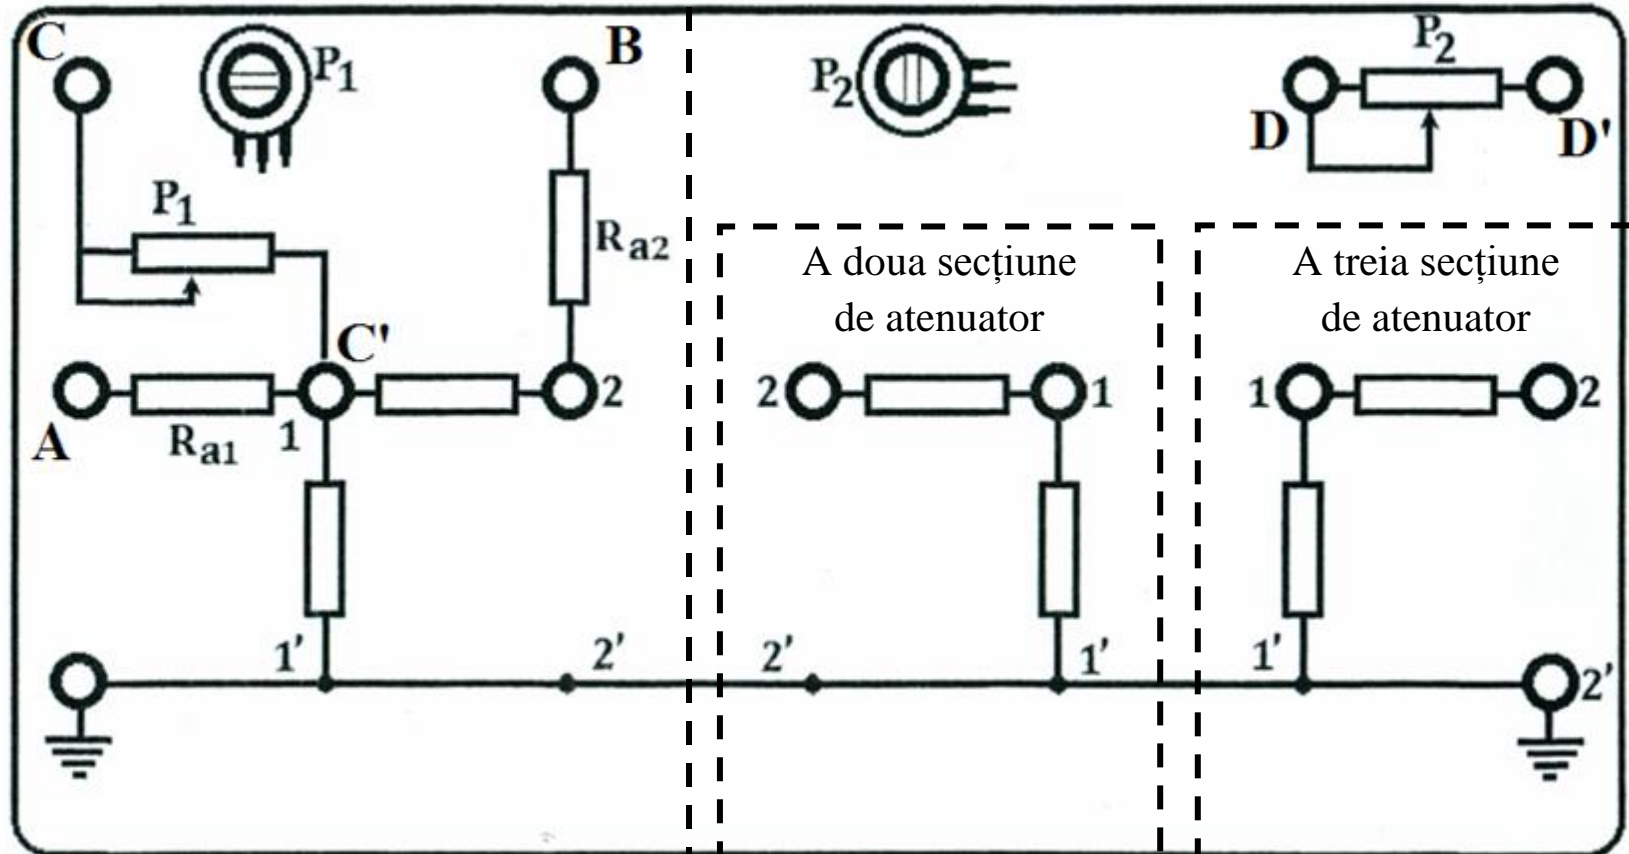 C
P1
B
P2
P2
D
D'
P1
Ra2
A doua secțiune
de atenuator
A treia secțiune
de atenuator
C'
2
2
1
1
2
A
Ra1
1
1'
2'
2'
1'
1'
2'